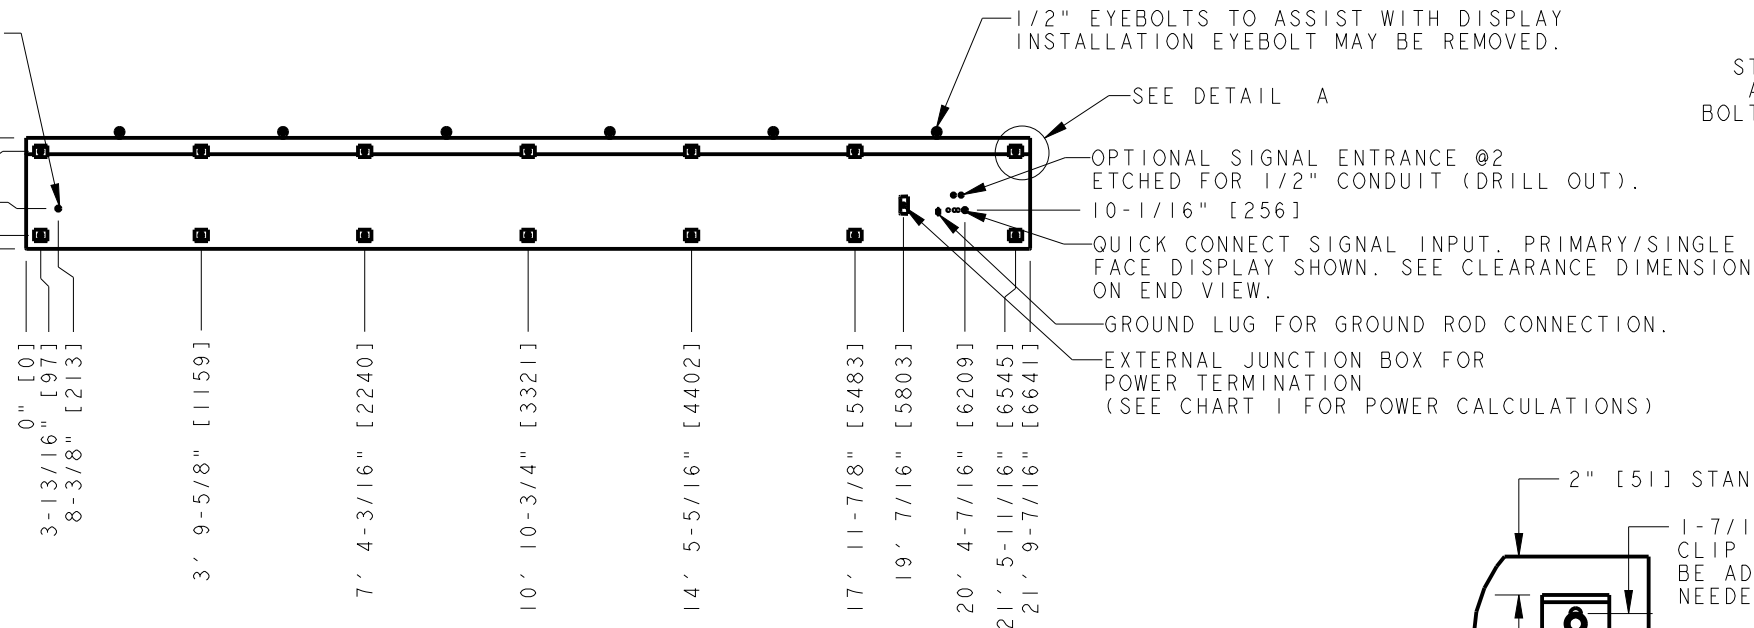 1/2" EYEBOLTS TO ASSIST WITH DISPLAY
INSTALLATION EYEBOLT MAY BE REMOVED.
SEE DETAIL A
BOLT
OPTIONAL SIGNAL ENTRANCE @2
ETCHED FOR 1/2" CONDUIT (DRILL OUT).
10-1/16" [256]
QUICK CONNECT SIGNAL INPUT. PRIMARY/SINGLE
FACE DISPLAY SHOWN. SEE CLEARANCE DIMENSION
ON END VIEW.
GROUND LUG FOR GROUND ROD CONNECTION.
EXTERNAL JUNCTION BOX FOR
POWER TERMINATION
(SEE CHART 1 FOR POWER CALCULATIONS)
0" [0]
3-13/16" [97]
8-3/8" [213]
3' 9-5/8" [1159]
7' 4-3/16" [2240]
10' 10-3/4" [3321]
14' 5-5/16" [4402]
17' 11-7/8" [5483]
19' 7/16" [5803]
20' 4-7/16" [6209]
21' 5-11/16" [6545]
21' 9-7/16" [6641]
2" [51] STAN
1-7/1
CLIP
BE AD
NEEDE